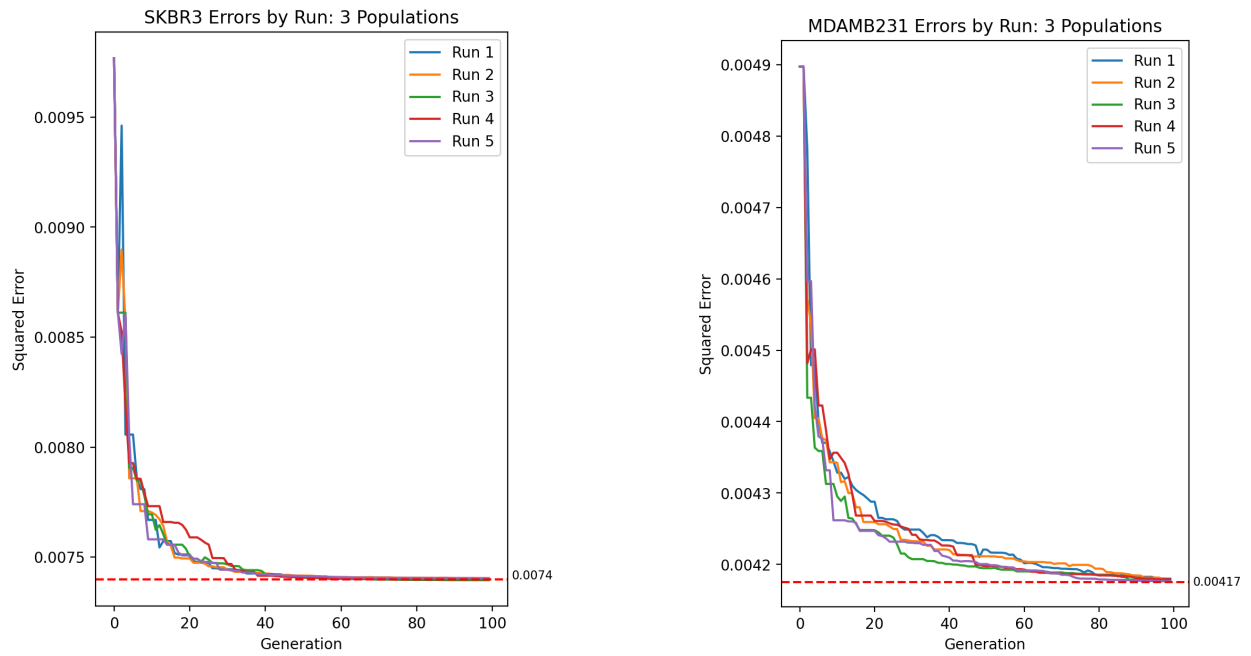 SKBR3 Errors by Run: 3 Populations
Run 1
Run 2
Run 3
Run 4
Run 5
Squared Error
0.0095
0.0090
0.0085
0.0080
0.0075
0.0074
0
20
40
60
80
100
Generation
MDAMB231 Errors by Run: 3 Populations
Run 1
Run 2
Run 3
Run 4
Run 5
Squared Error
0.0049
0.0048
0.0047
0.0046
0.0045
0.0044
0.0043
0.0042
0.00417
0
20
40
60
80
100
Generation